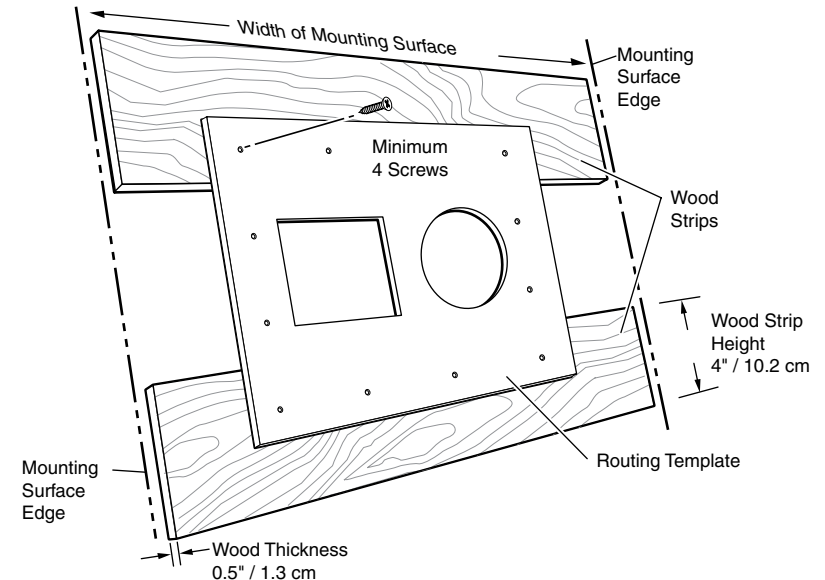 Width of Mounting Surface
Mounting
Surface
Edge
Minimum
4 Screws
Wood
Strips
Wood Strip
Height
4" / 10.2 cm
Routing Template
Mounting
Surface
Edge
Wood Thickness
0.5" / 1.3 cm